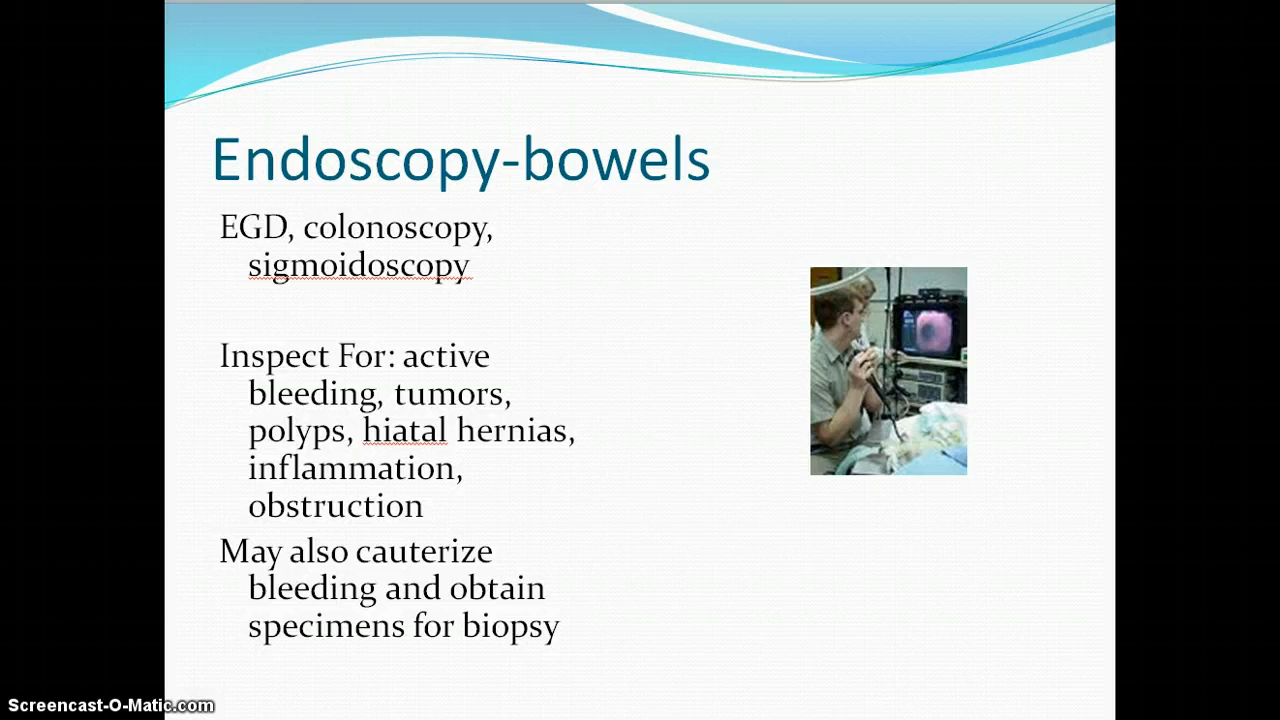 Endoscopy-bowels
EGD, colonoscopy,
sigmoidoscopy
Inspect For: active
bleeding, tumors,
polyps, hiatal hernias,
inflammation,
obstruction
May also cauterize
bleeding and obtain
specimens for biopsy
Screencast-O-Matic.com